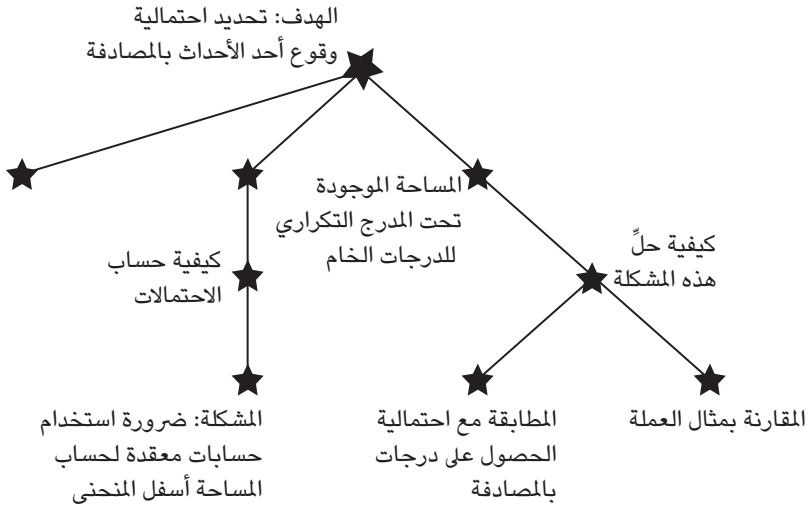 الهدف: تحديد احتمالية
وقوع أحد الأحداث بالمصادفة
المساحة الموجودة
تحت المدرج التكراري
للدرجات الخام
كيفية حلِّ
هذه المشكلة
كيفية حساب
الاحتمالات
المقارنة بمثال العملة
المطابقة مع احتمالية
الحصول على درجات
بالمصادفة
المشكلة: ضرورة استخدام
حسابات معقدة لحساب
المساحة أسفل المنحنى